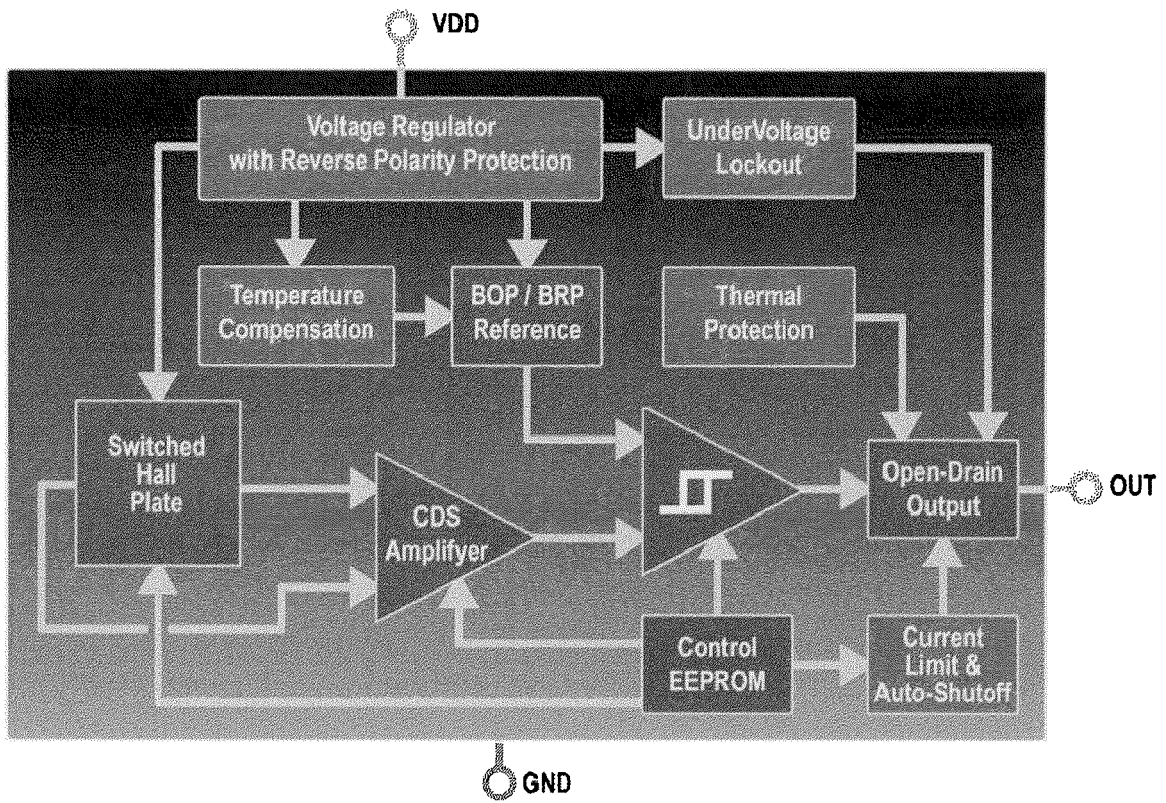 VDD
Voltage Regulator
with Reverse Polarity Protection
UnderVoltage
Lockout
Temperature
Compensation
BOP / BRP
Reference
Thermal
Protection
Switched
Hall
Plate
CDS
Amplifyer
Open-Drain
Output
OUT
Control
EEPROM
Current
Limit &
Auto-Shutoff
GND